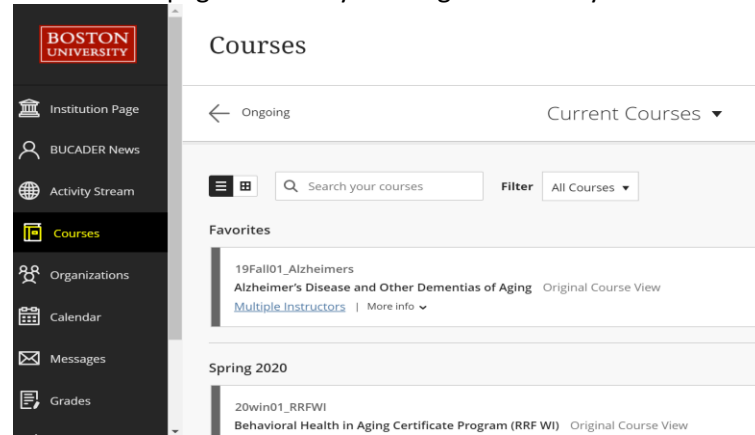 BOSTON
UNIVERSITY
Courses
Institution Page
BUCADER News
Activity Stream
Courses
Organizations
Calendar
Messages
Grades
Ongoing
Current Courses
Search your courses
Filter All Courses
Favorites
19Fall01_Alzheimers
Alzheimer's Disease and Other Dementias of Aging Original Course View
Multiple Instructors | More info
Spring 2020
20win01_RRFWI
Behavioral Health in Aging Certificate Program (RRF WI) Original Course View